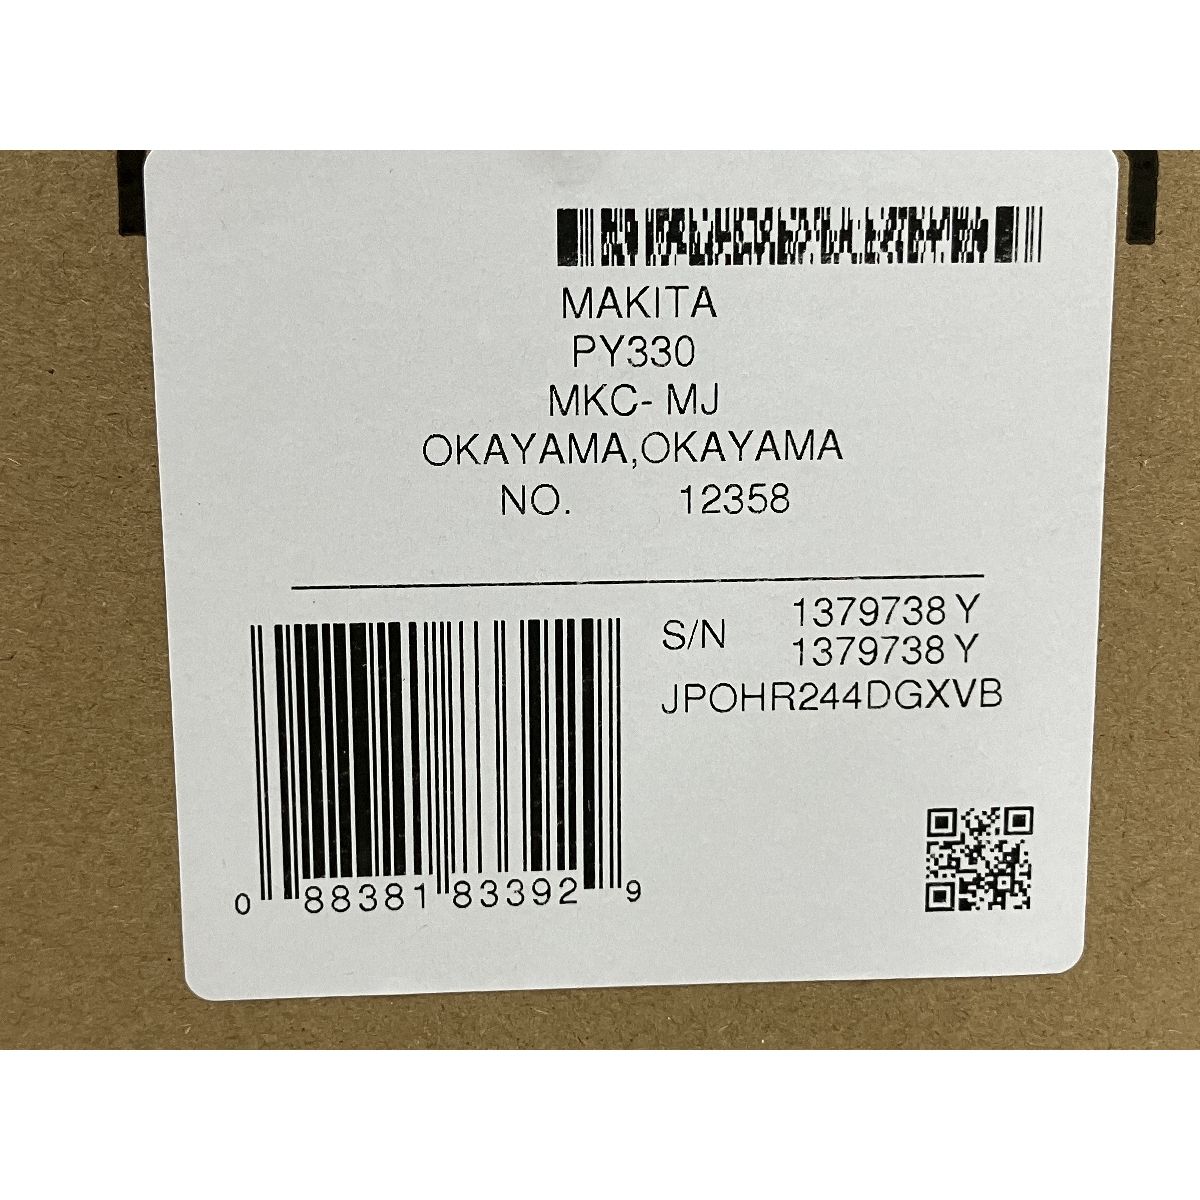 MAKITA
PY330
MKC- MJ
OKAYAMA,OKAYAMA
NO. 12358
S/N 1379738 Y
1379738 Y
JPOHR244DGXVB
0 88381 83392 9